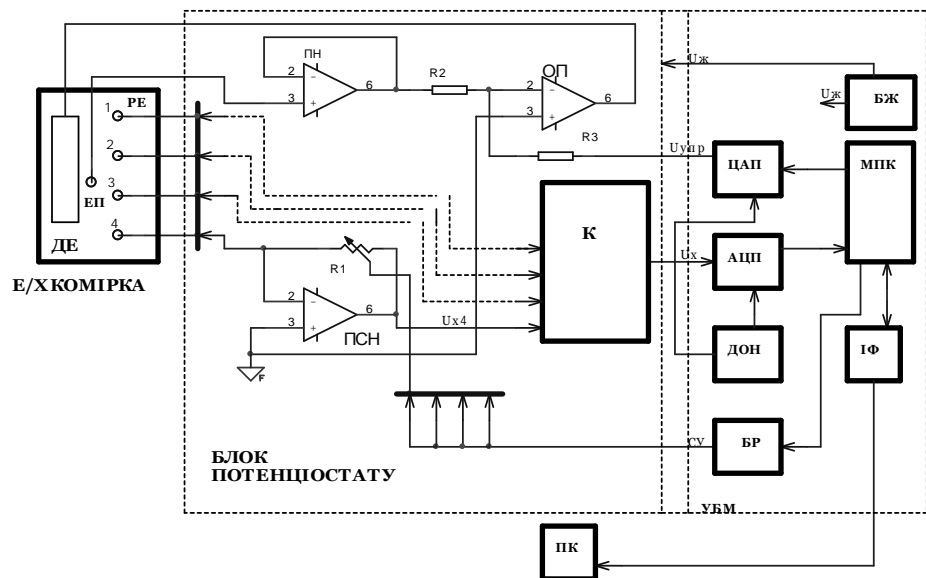 ПН
2
3
6
R2
ОП
2
3
6
R3
Uж
Uж
БЖ
1
РЕ
2
3
ЕП
4
ДЕ
Е/Х КОМІРКА
Uупр
ЦАП
МПК
К
R1
Ux
АЦП
2
3
6
ПСН
Ux4
F
ДОН
ІФ
СУ
БР
БЛОК
ПОТЕНЦІОСТАТУ
УБМ
ПК